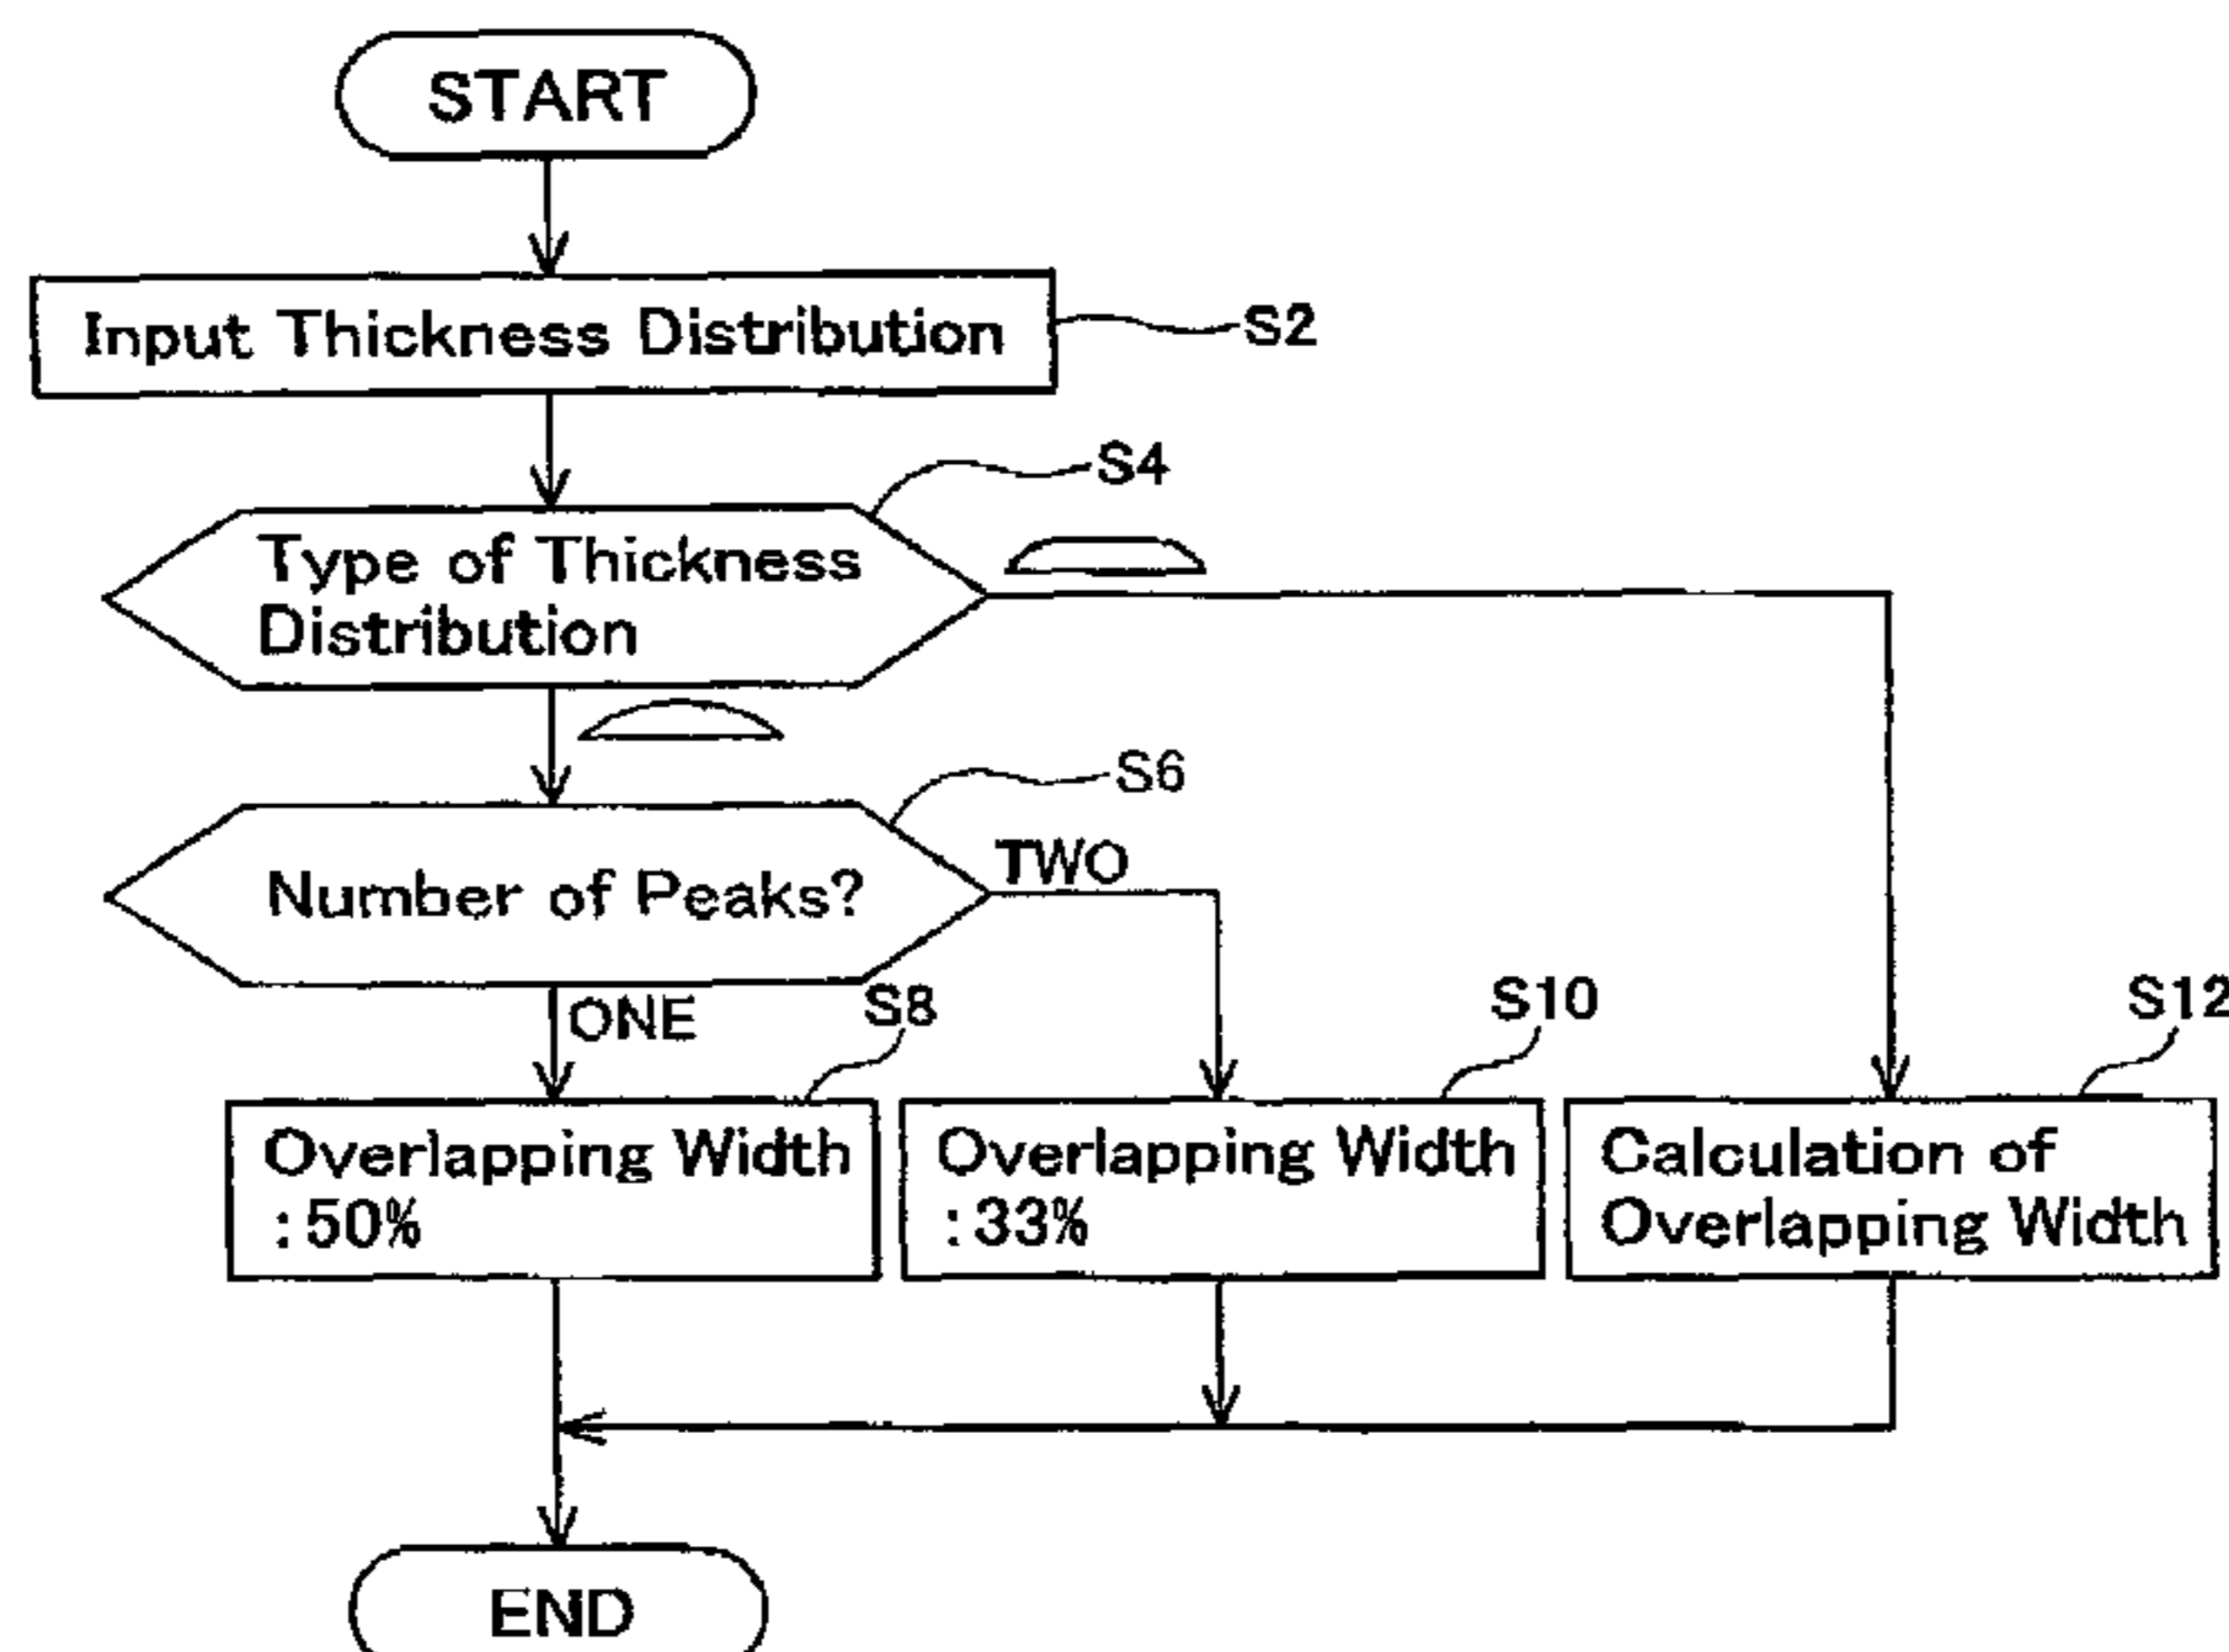 START
Input Thickness Distribution
S2
S4
Type of Thickness
Distribution
S6
Number of Peaks?
TWO
ONE
S8
S10
S12
Overlapping Width
:50%
Overlapping Width
:33%
Calculation of
Overlapping Width
END